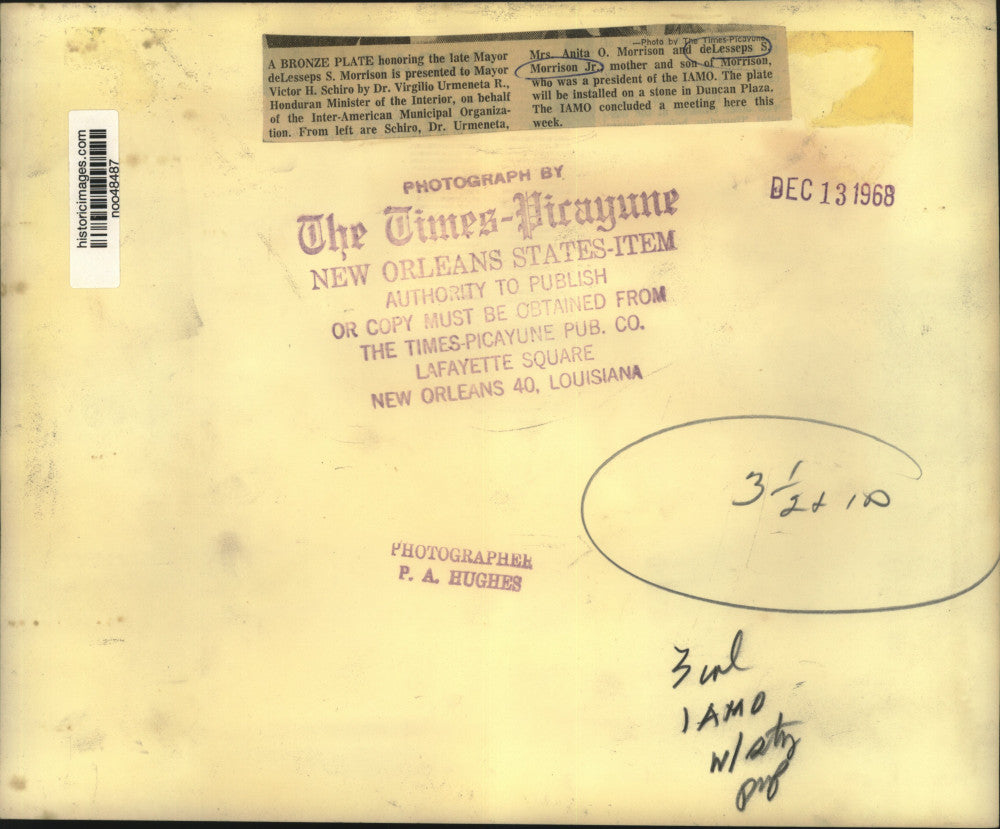 —Photo by The Times-Picayune
A BRONZE PLATE honoring the late Mayor
deLesseps S. Morrison is presented to Mayor
Victor H. Schiro by Dr. Virgilio Urmeneta R.,
Honduran Minister of the Interior, on behalf
of the Inter-American Municipal Organiza-
tion. From left are Schiro, Dr. Urmeneta,
Mrs. Anita O. Morrison and deLesseps S.
Morrison Jr., mother and son of Morrison,
who was a president of the IAMO. The plate
will be installed on a stone in Duncan Plaza.
The IAMO concluded a meeting here this
week.
historicimages.com
noo48487
DEC 13 1968
PHOTOGRAPH BY
The Times-Picayune
NEW ORLEANS STATES-ITEM
AUTHORITY TO PUBLISH
OR COPY MUST BE OBTAINED FROM
THE TIMES-PICAYUNE PUB. CO.
LAFAYETTE SQUARE
NEW ORLEANS 40, LOUISIANA
3 1/2 x 10
PHOTOGRAPHER
P. A. HUGHES
3 col
IAMO
w/ sty